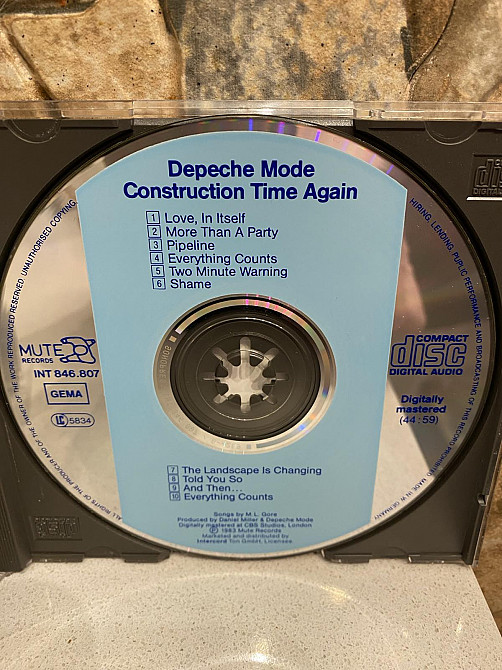 Depeche Mode
Construction Time Again
1 Love, In Itself
2 More Than A Party
3 Pipeline
4 Everything Counts
5 Two Minute Warning
6 Shame
MUTE
RECORDS
INT 846.807
GEMA
LC 5834
COMPACT
disc
DIGITAL AUDIO
Digitally
mastered
(44:59)
7 The Landscape Is Changing
8 Told You So
9 And Then...
10 Everything Counts
Songs by M.L. Gore
Produced by Daniel Miller & Depeche Mode
Digitally mastered at CBS Studios, London
Ⓟ 1983 Mute Records
Marketed and distributed by
Intercord Ton GmbH, Licensee
ALL RIGHTS OF THE PRODUCER AND OF THE OWNER OF THE WORK REPRODUCED RESERVED. UNAUTHORISED COPYING,
HIRING, LENDING, PUPLIC PERFORMANCE AND BROADCASTING OF THIS RECORD PROHIBITED. MADE IN W. GERMANY